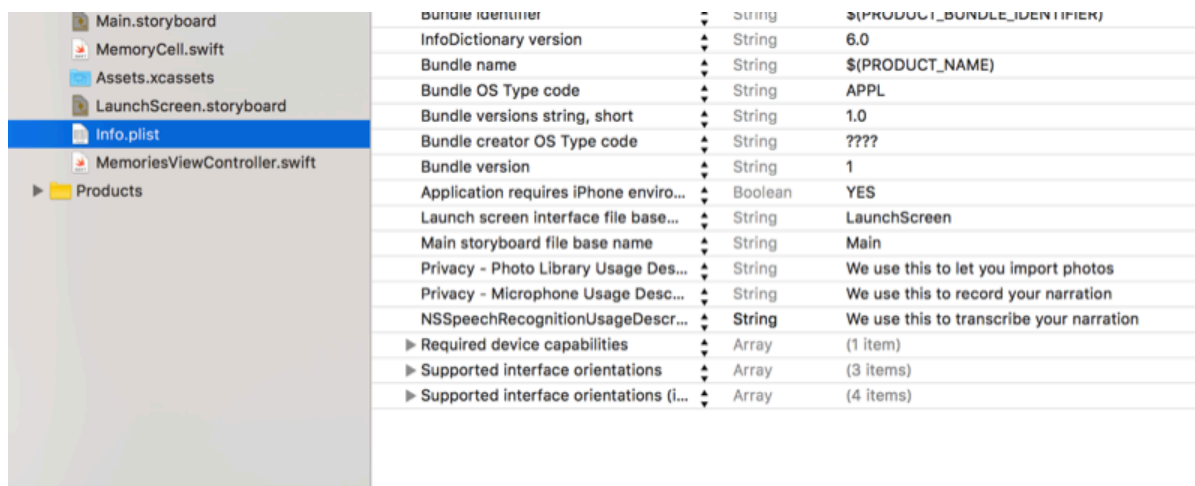 Main.storyboard
MemoryCell.swift
Assets.xcassets
LaunchScreen.storyboard
Info.plist
MemoriesViewController.swift
Products
Bundle identifier String $(PRODUCT_BUNDLE_IDENTIFIER)
InfoDictionary version String 6.0
Bundle name String $(PRODUCT_NAME)
Bundle OS Type code String APPL
Bundle versions string, short String 1.0
Bundle creator OS Type code String ????
Bundle version String 1
Application requires iPhone enviro... Boolean YES
Launch screen interface file base... String LaunchScreen
Main storyboard file base name String Main
Privacy - Photo Library Usage Des... String We use this to let you import photos
Privacy - Microphone Usage Desc... String We use this to record your narration
NSSpeechRecognitionUsageDescr... String We use this to transcribe your narration
Required device capabilities Array (1 item)
Supported interface orientations Array (3 items)
Supported interface orientations (i... Array (4 items)